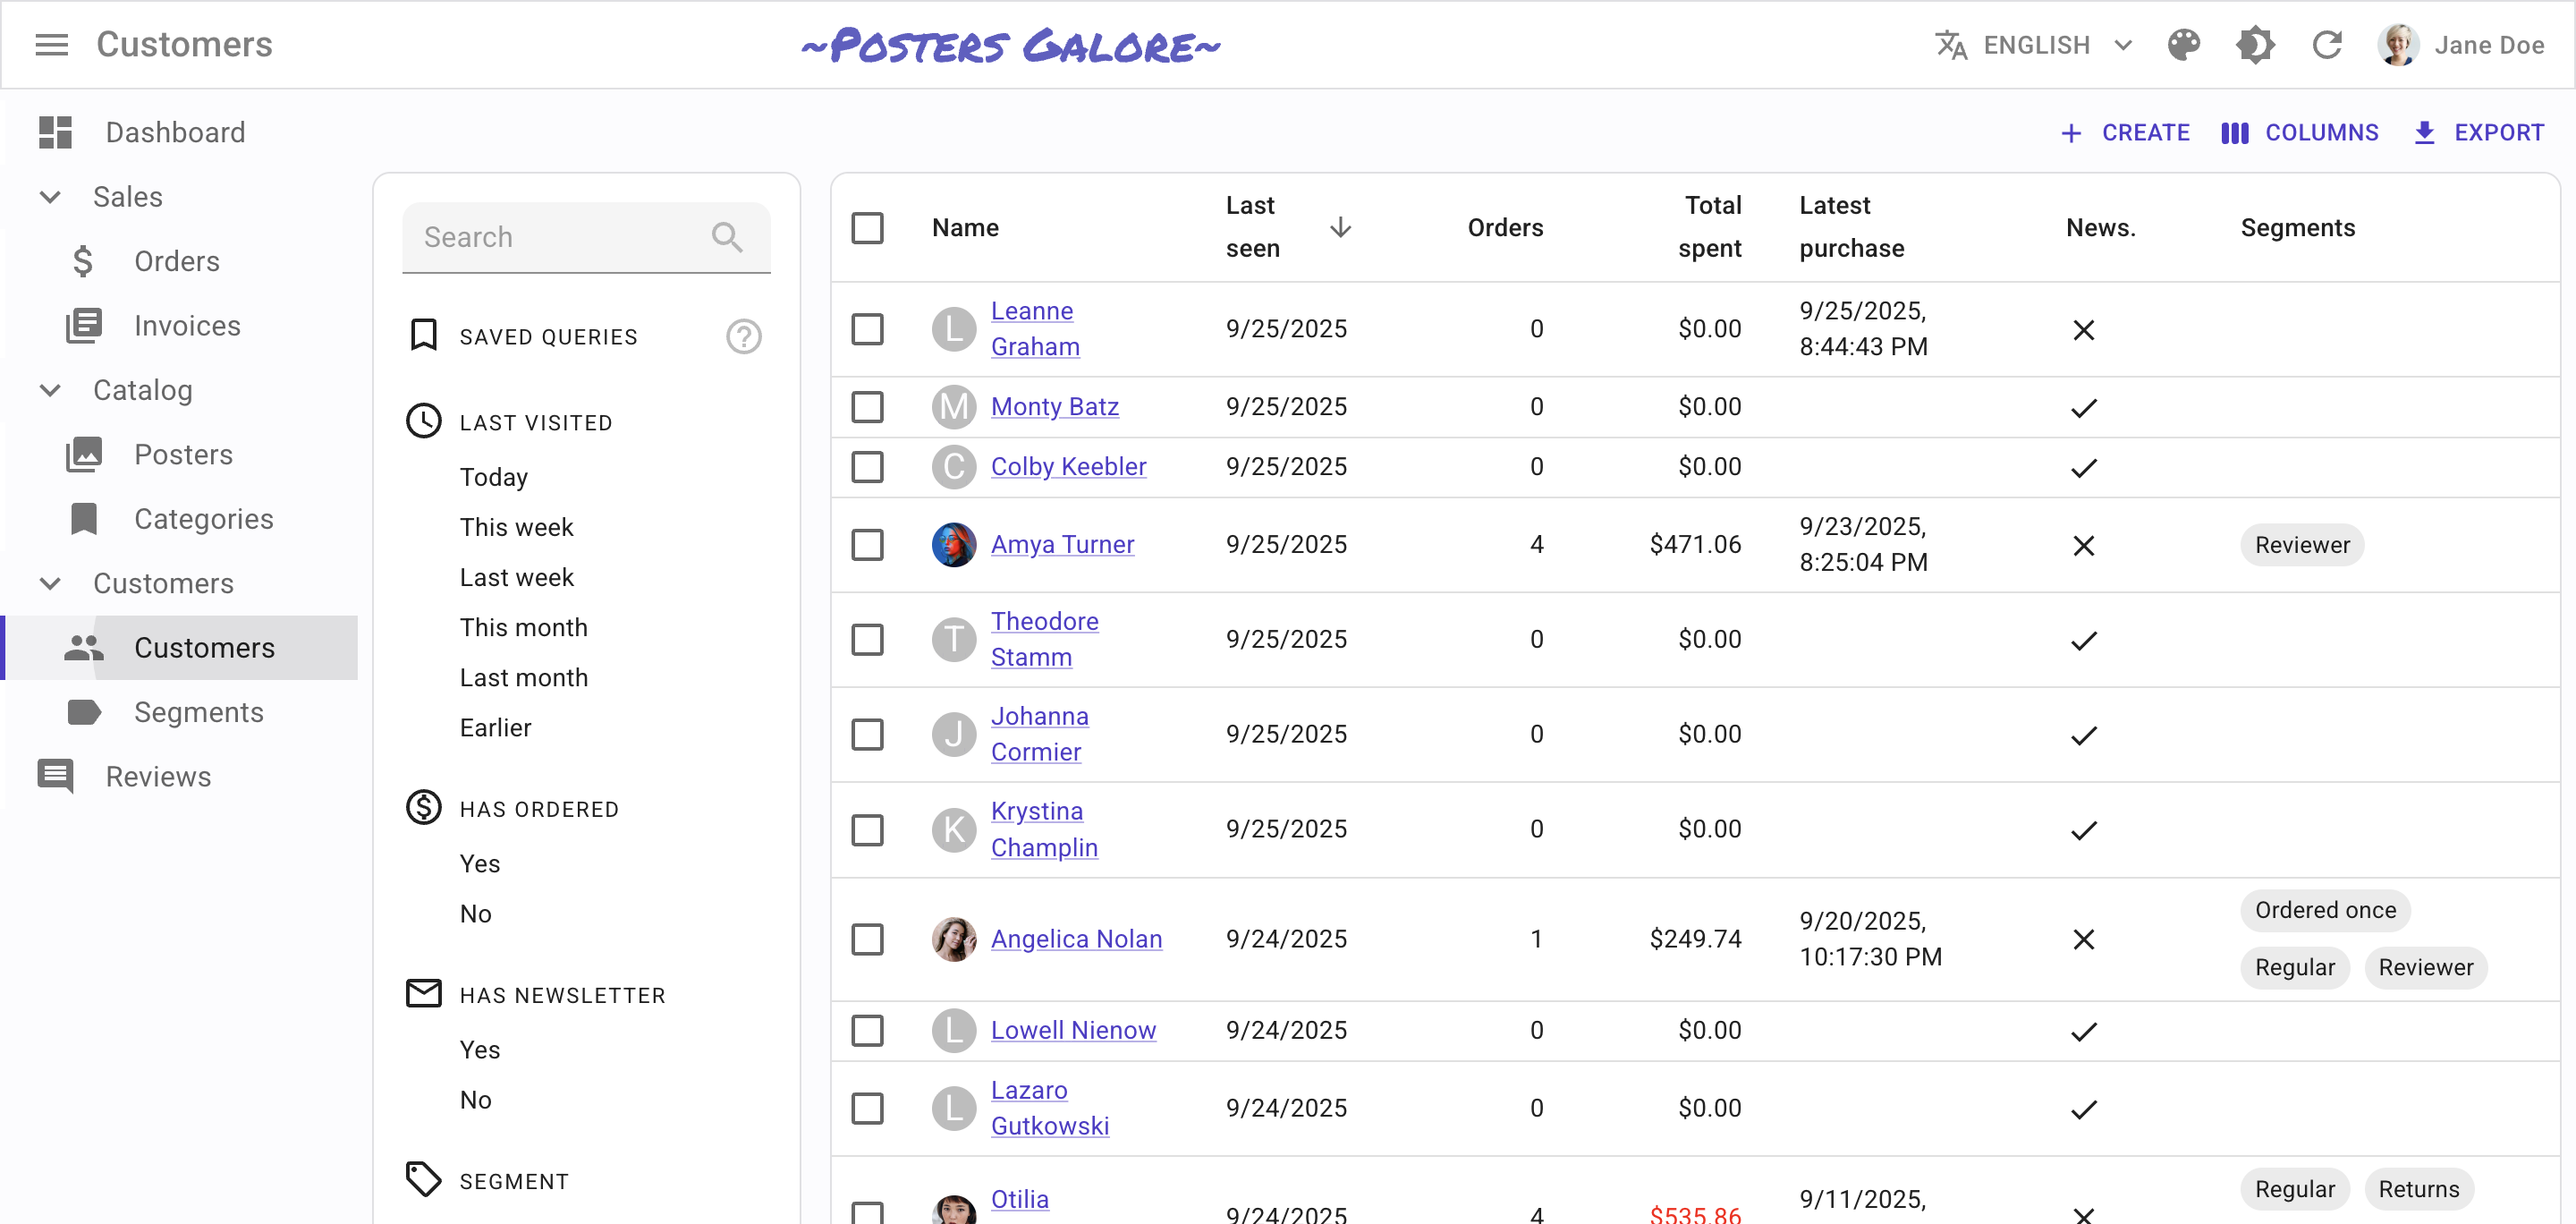 Customers
~Posters Galore~
ENGLISH
Jane Doe
Dashboard
Sales
Orders
Invoices
Catalog
Posters
Categories
Customers
Customers
Segments
Reviews
CREATE
COLUMNS
EXPORT
Search
SAVED QUERIES
?
LAST VISITED
Today
This week
Last week
This month
Last month
Earlier
HAS ORDERED
Yes
No
HAS NEWSLETTER
Yes
No
SEGMENT
Name
Last
seen
Orders
Total
spent
Latest
purchase
News.
Segments
L
Leanne
Graham
9/25/2025
0
$0.00
9/25/2025,
8:44:43 PM
M
Monty Batz
9/25/2025
0
$0.00
C
Colby Keebler
9/25/2025
0
$0.00
Amya Turner
9/25/2025
4
$471.06
9/23/2025,
8:25:04 PM
Reviewer
T
Theodore
Stamm
9/25/2025
0
$0.00
J
Johanna
Cormier
9/25/2025
0
$0.00
K
Krystina
Champlin
9/25/2025
0
$0.00
Angelica Nolan
9/24/2025
1
$249.74
9/20/2025,
10:17:30 PM
Ordered once
Regular
Reviewer
L
Lowell Nienow
9/24/2025
0
$0.00
L
Lazaro
Gutkowski
9/24/2025
0
$0.00
Otilia
9/24/2025
4
$535.86
9/11/2025,
Regular
Returns